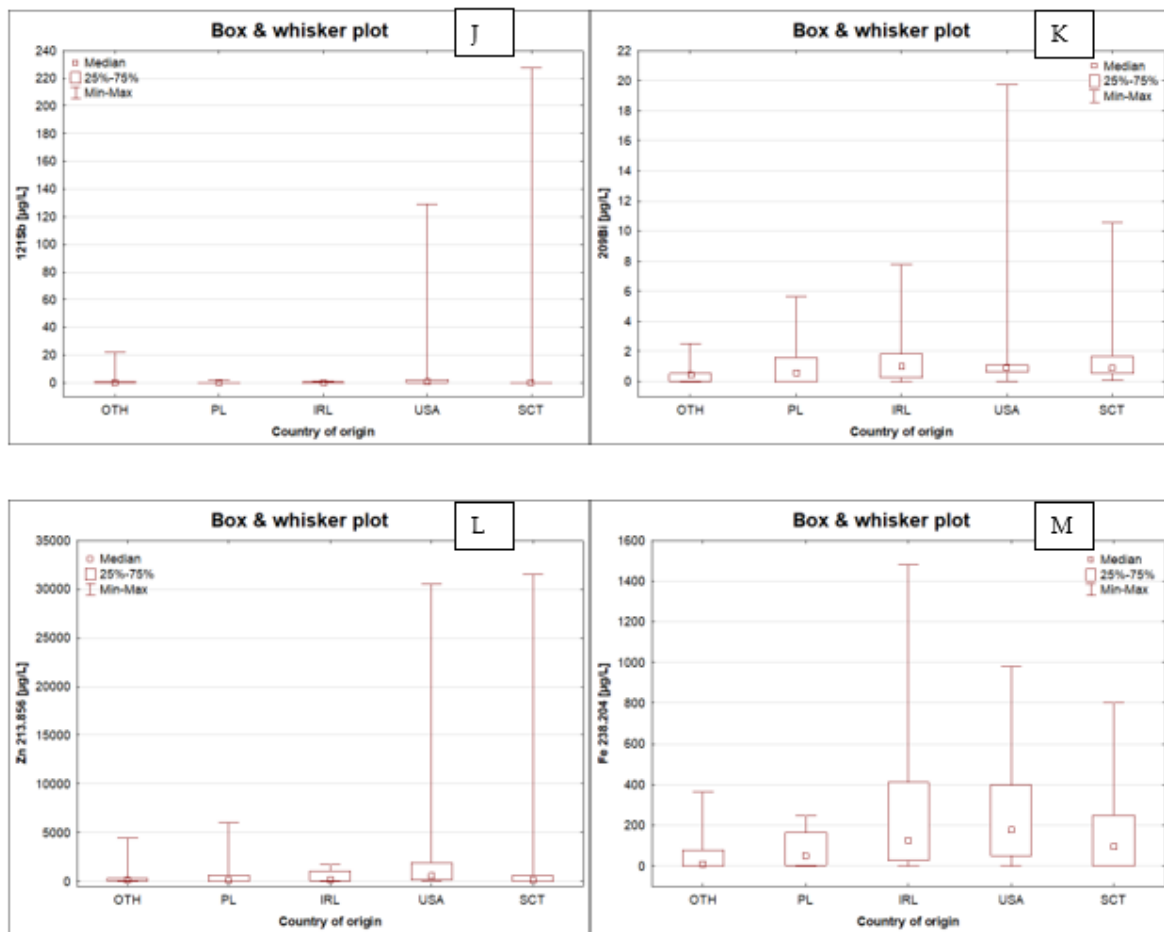 Box & whisker plot
J
Median
25%-75%
Min-Max
240
220
200
180
160
140
120
100
80
60
40
20
0
121Sb [µg/L]
OTH PL IRL USA SCT
Country of origin
Box & whisker plot
K
Median
25%-75%
Min-Max
22
20
18
16
14
12
10
8
6
4
2
0
209Bi [µg/L]
OTH PL IRL USA SCT
Country of origin
Box & whisker plot
L
Median
25%-75%
Min-Max
35000
30000
25000
20000
15000
10000
5000
0
Zn 213.856 [µg/L]
OTH PL IRL USA SCT
Country of origin
Box & whisker plot
M
Median
25%-75%
Min-Max
1600
1400
1200
1000
800
600
400
200
0
Fe 238.204 [µg/L]
OTH PL IRL USA SCT
Country of origin